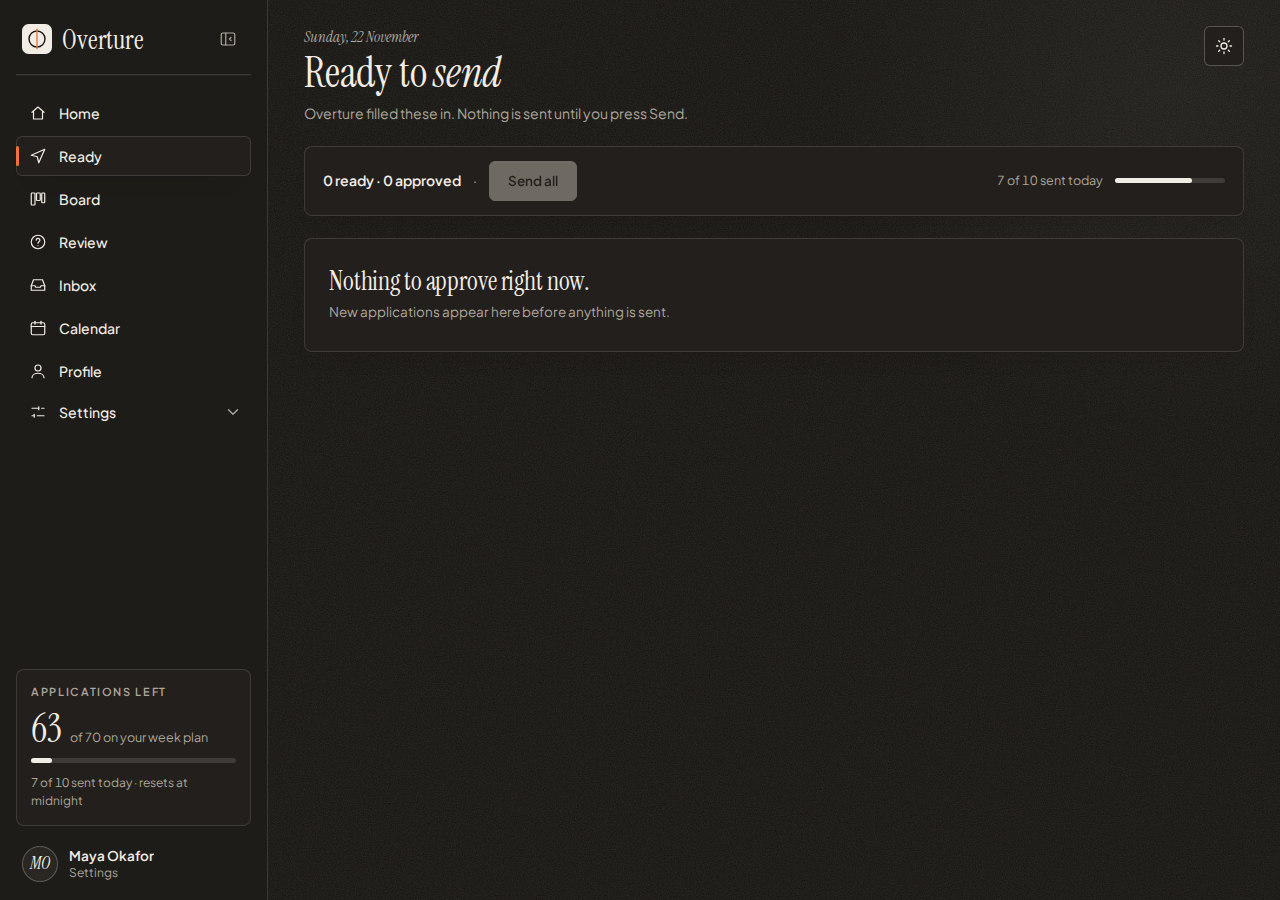 Overture
Home
Ready
Board
Review
Inbox
Calendar
Profile
Settings
APPLICATIONS LEFT
63 of 70 on your week plan
7 of 10 sent today · resets at
midnight
MO
Maya Okafor
Settings
Sunday, 22 November
Ready to send
Overture filled these in. Nothing is sent until you press Send.
0 ready · 0 approved · Send all
7 of 10 sent today
Nothing to approve right now.
New applications appear here before anything is sent.